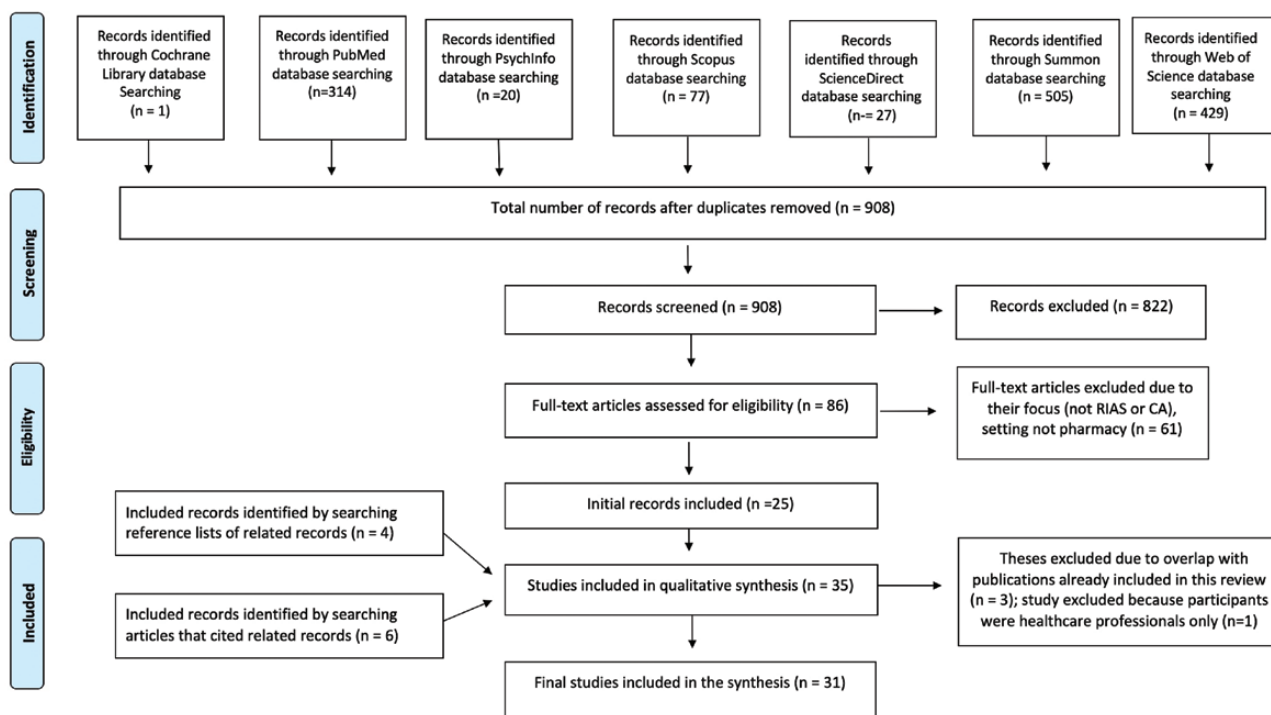 Identification
Records identified
through Cochrane
Library database
Searching
(n = 1)
Records identified
through PubMed
database searching
(n=314)
Records identified
through PsychInfo
database searching
(n =20)
Records identified
through Scopus
database searching
(n = 77)
Records
identified through
ScienceDirect
database searching
(n-= 27)
Records identified
through Summon
database searching
(n = 505)
Records identified
through Web of
Science database
searching
(n = 429)
Screening
Total number of records after duplicates removed (n = 908)
Records screened (n = 908)
Records excluded (n = 822)
Eligibility
Full-text articles assessed for eligibility (n = 86)
Full-text articles excluded due to
their focus (not RIAS or CA),
setting not pharmacy (n = 61)
Initial records included (n =25)
Included records identified by searching
reference lists of related records (n = 4)
Included
Studies included in qualitative synthesis (n = 35)
Theses excluded due to overlap with
publications already included in this review
(n = 3); study excluded because participants
were healthcare professionals only (n=1)
Included records identified by searching
articles that cited related records (n = 6)
Final studies included in the synthesis (n = 31)